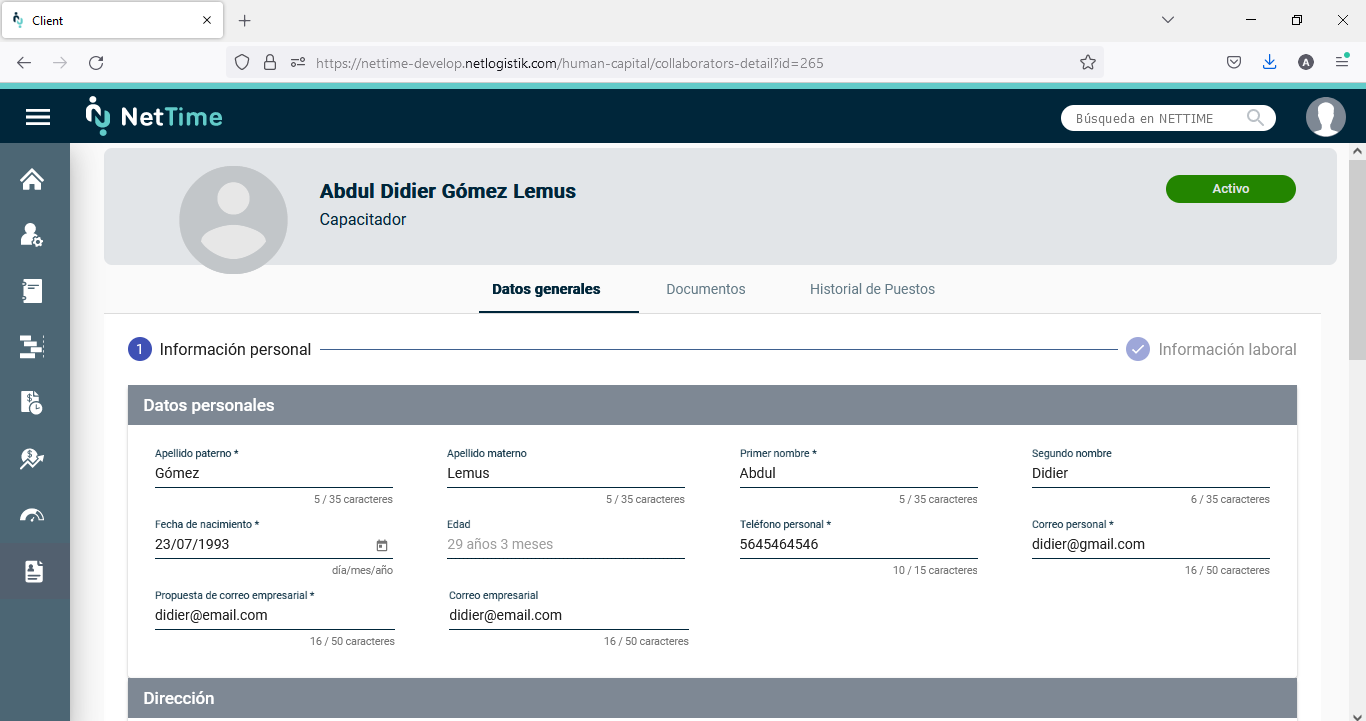 Client
https://nettime-develop.netlogistik.com/human-capital/collaborators-detail?id=265
A
NetTime
Búsqueda en NETTIME
Abdul Didier Gómez Lemus
Capacitador
Activo
Datos generales
Documentos
Historial de Puestos
1 Información personal
Información laboral
Datos personales
Apellido paterno * Apellido materno Primer nombre * Segundo nombre
Gómez Lemus Abdul Didier
5 / 35 caracteres 5 / 35 caracteres 5 / 35 caracteres 6 / 35 caracteres
Fecha de nacimiento * Edad Teléfono personal * Correo personal *
23/07/1993 29 años 3 meses 5645464546 didier@gmail.com
día/mes/año 10 / 15 caracteres 16 / 50 caracteres
Propuesta de correo empresarial * Correo empresarial
didier@email.com didier@email.com
16 / 50 caracteres 16 / 50 caracteres
Dirección